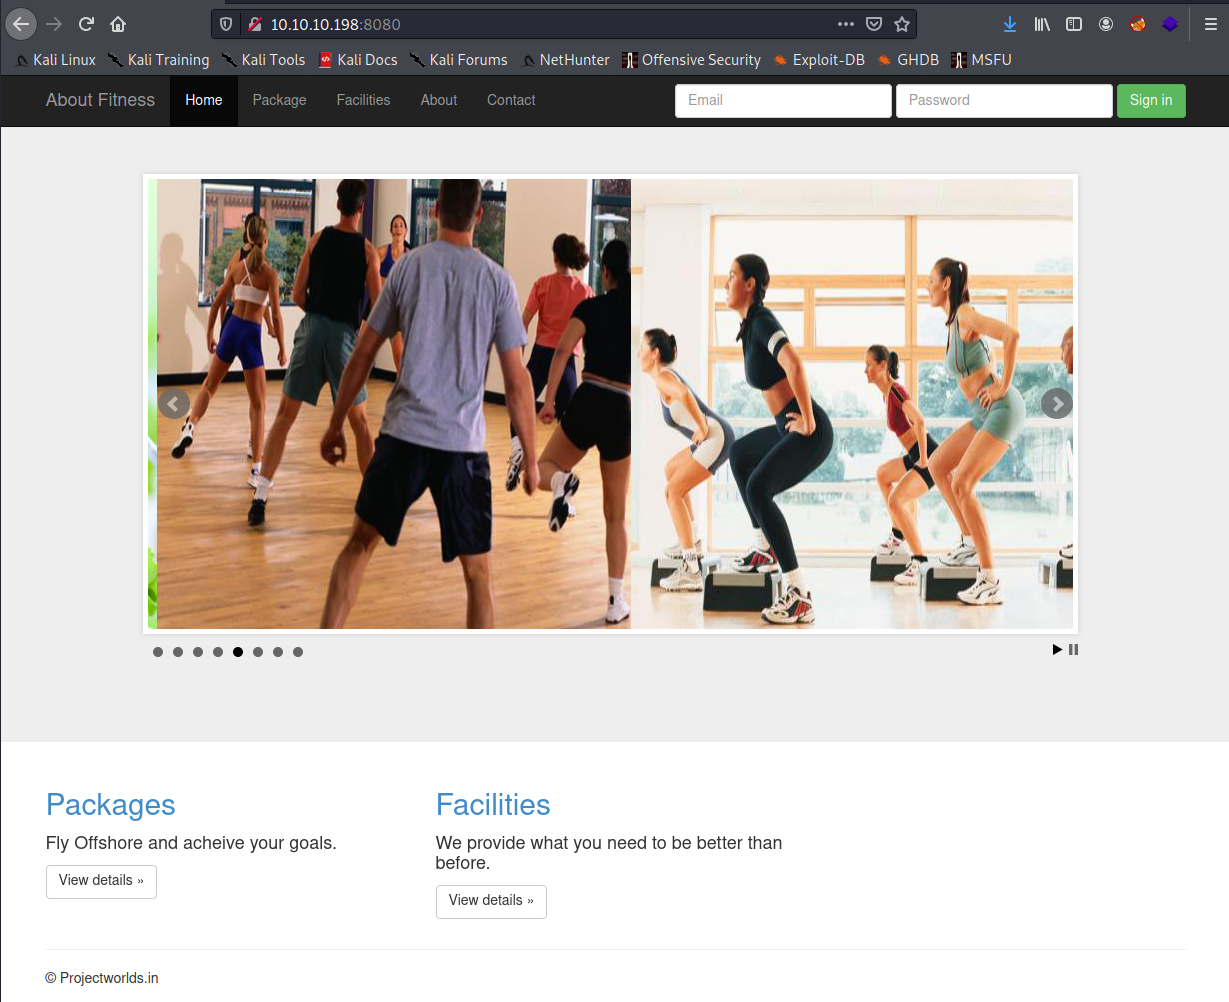 10.10.10.198:8080
Kali Linux Kali Training Kali Tools Kali Docs Kali Forums NetHunter Offensive Security Exploit-DB GHDB MSFU
About Fitness Home Package Facilities About Contact Email Password Sign in
Packages
Fly Offshore and acheive your goals.
View details »
Facilities
We provide what you need to be better than
before.
View details »
© Projectworlds.in